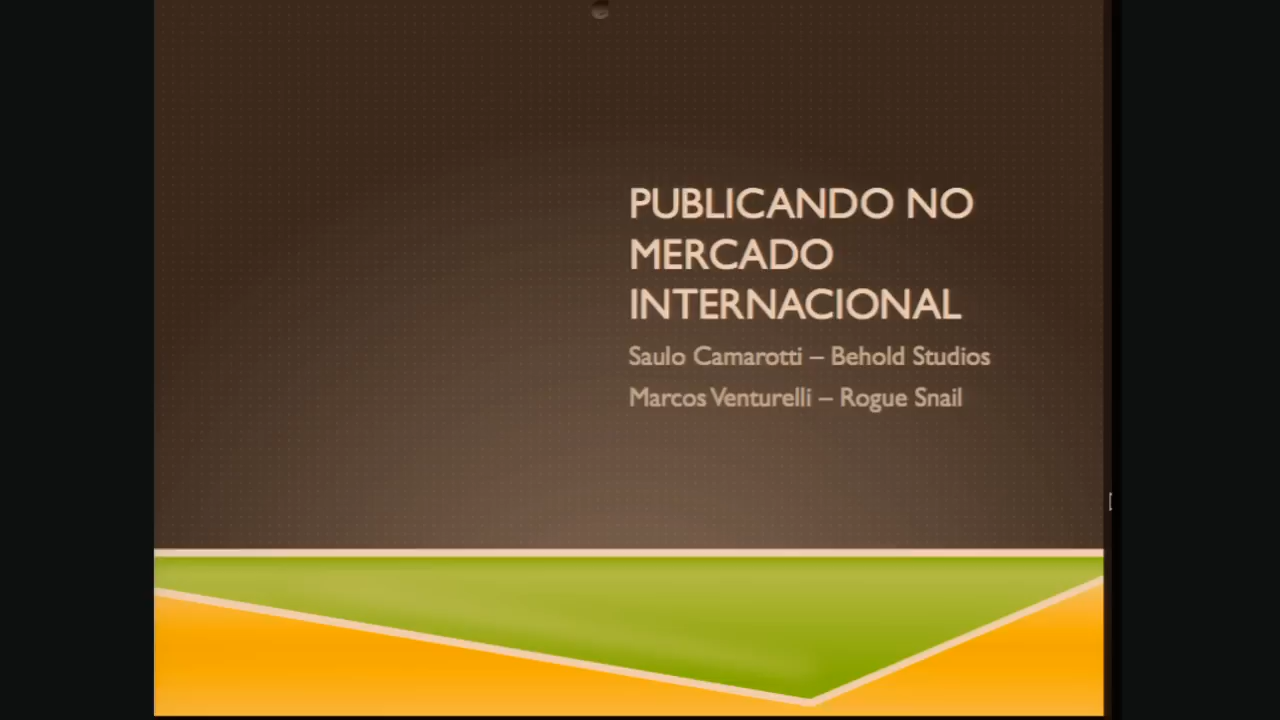 PUBLICANDO NO
MERCADO
INTERNACIONAL
Saulo Camarotti – Behold Studios
Marcos Venturelli – Rogue Snail